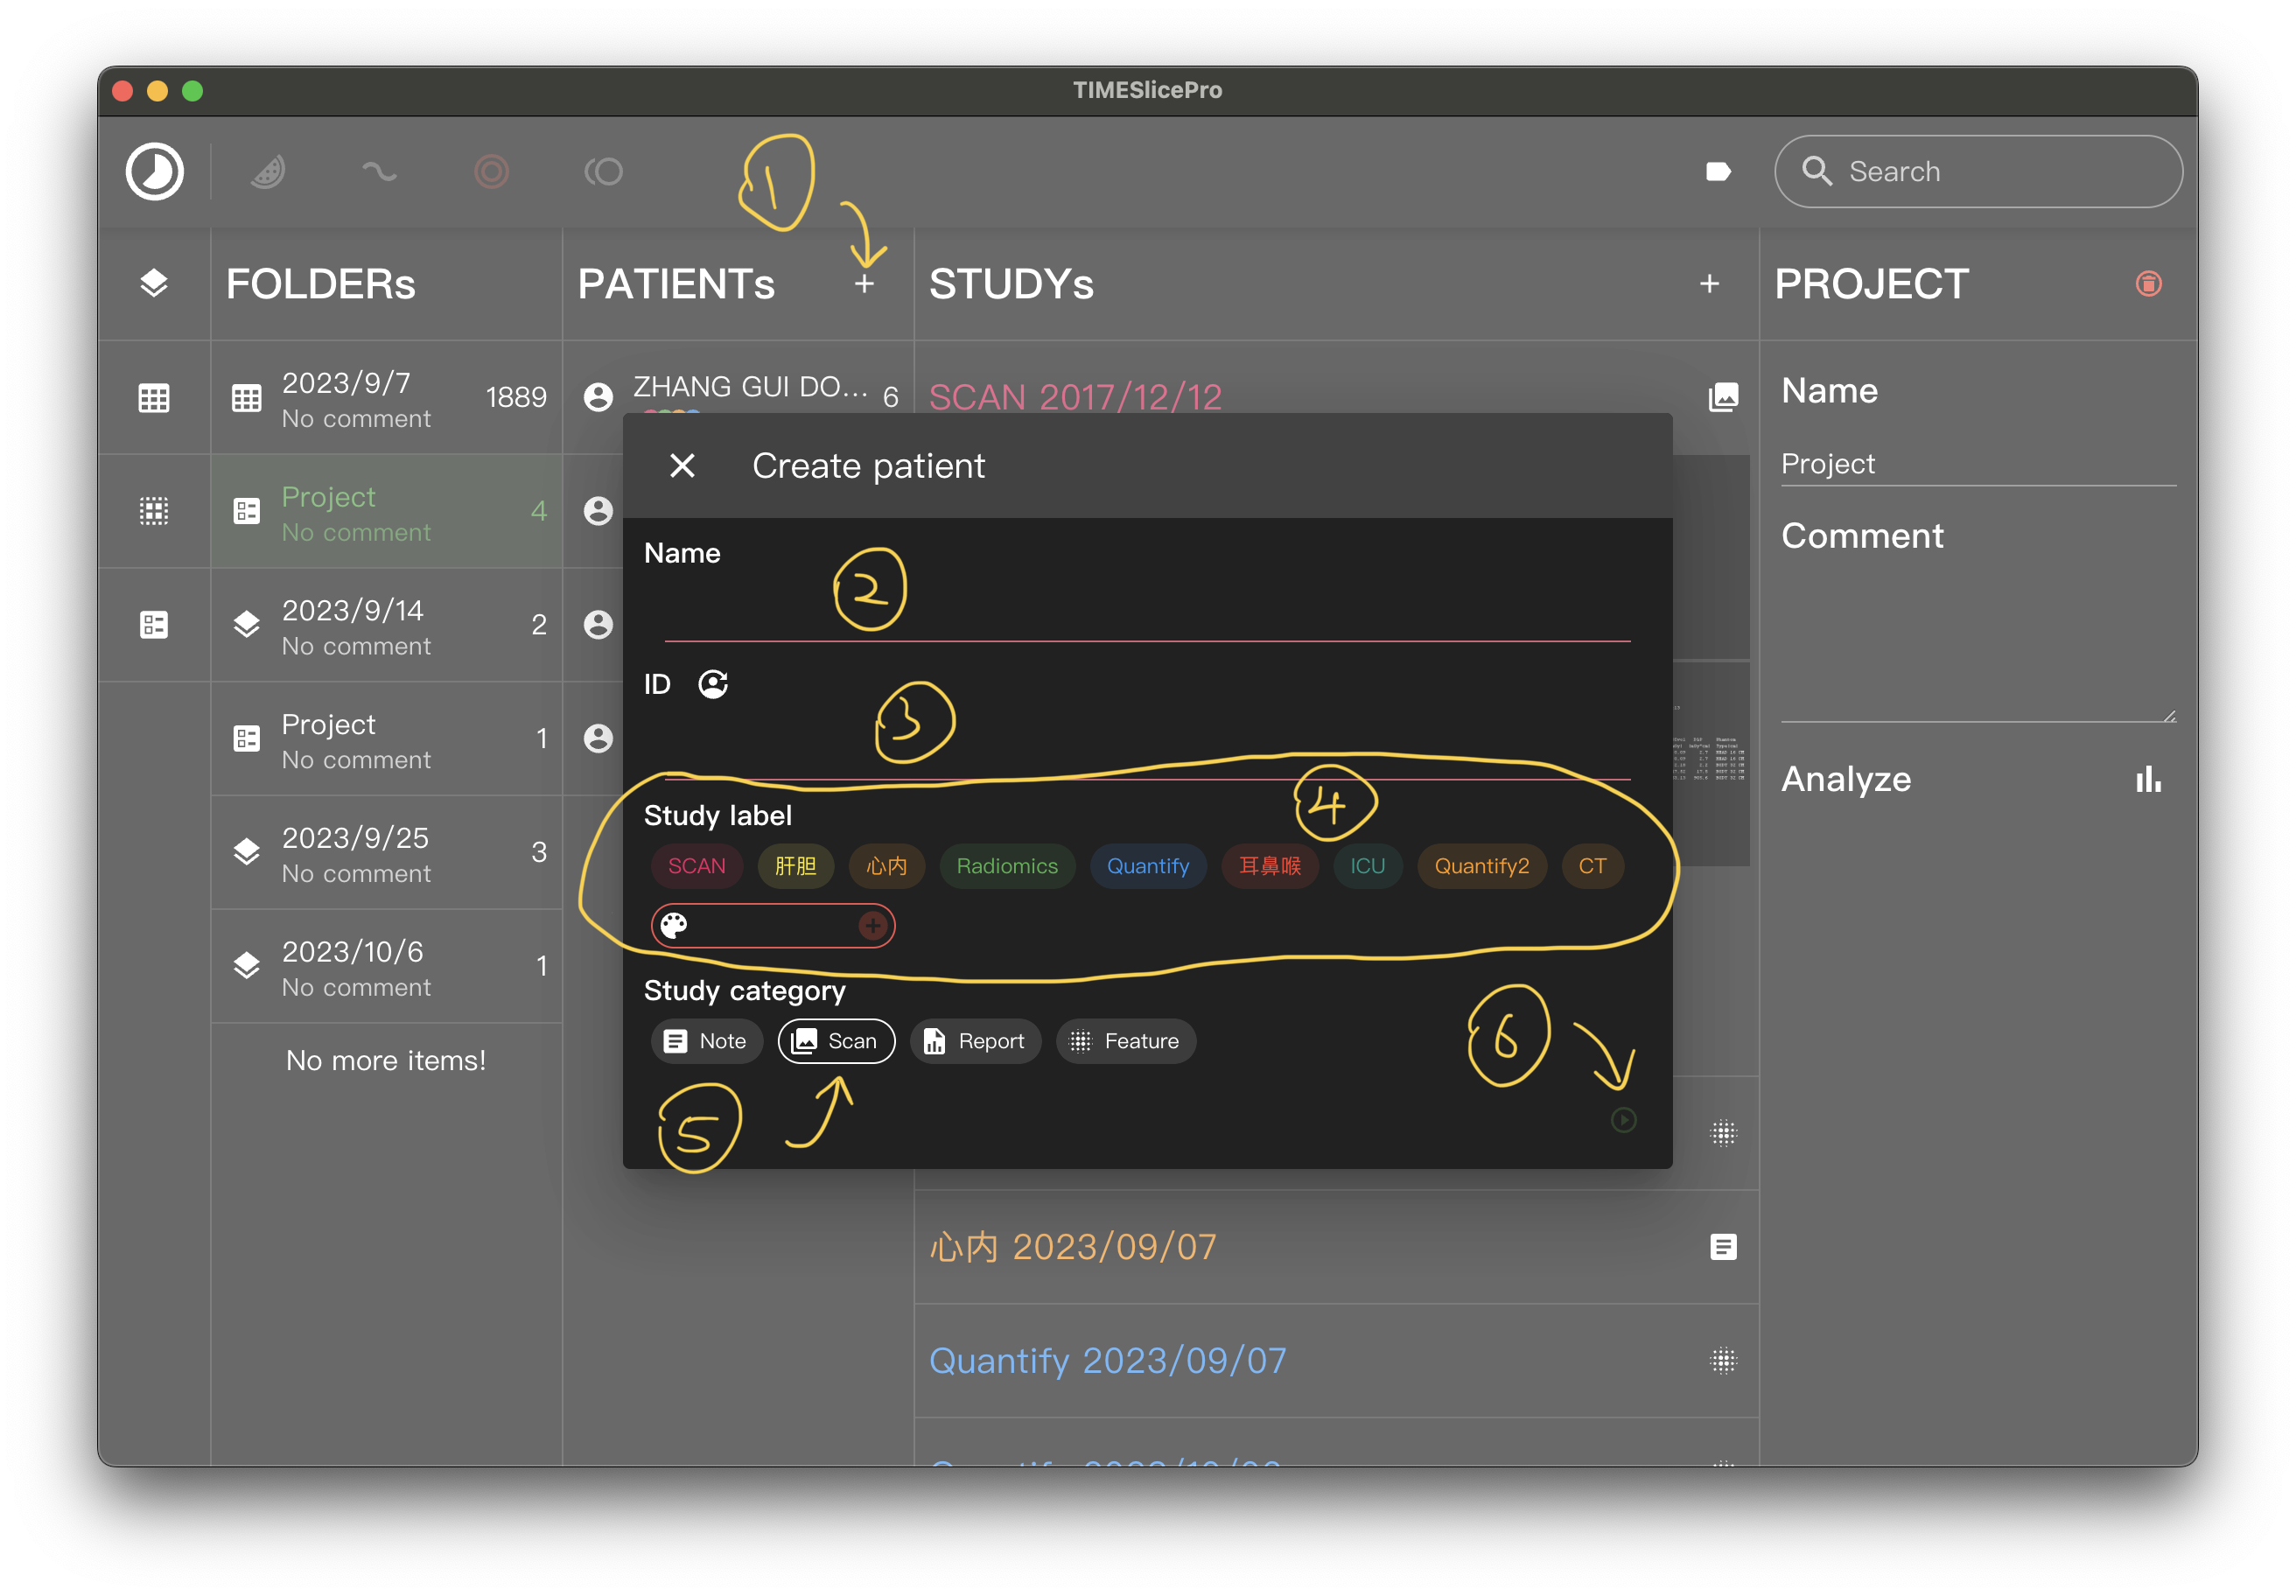 TIMESlicePro
1
Search
FOLDERs
PATIENTs
+
STUDYs
+
PROJECT
2023/9/7
No comment
1889
Project
No comment
4
2023/9/14
No comment
2
Project
No comment
1
2023/9/25
No comment
3
2023/10/6
No comment
1
No more items!
ZHANG GUI DO...
6
SCAN 2017/12/12
Create patient
Name
2
ID
3
Study label
4
SCAN 肝胆 心内 Radiomics Quantify 耳鼻喉 ICU Quantify2 CT
Study category
Note Scan Report Feature
5
6
心内 2023/09/07
Quantify 2023/09/07
Name
Project
Comment
Analyze